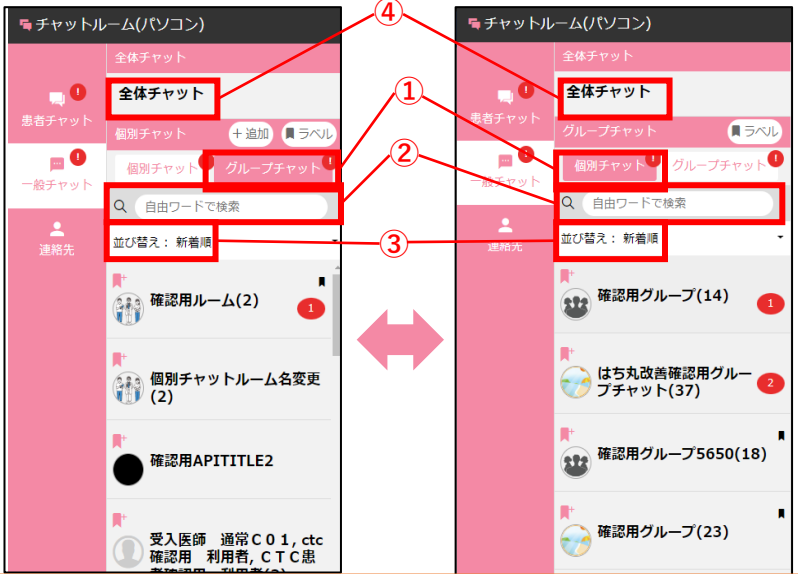 ④
チャットルーム(パソコン)
全体チャット
全体チャット
患者チャット
個別チャット
＋追加
ラベル
個別チャット
グループチャット
一般チャット
自由ワードで検索
連絡先
並び替え： 新着順
確認用ルーム(2)
1
個別チャットルーム名変更
(2)
確認用APITITLE2
受入医師　通常Ｃ０１, ctc
確認用　利用者, ＣＴＣ患
①
②
③
チャットルーム(パソコン)
全体チャット
全体チャット
患者チャット
グループチャット
ラベル
個別チャット
グループチャット
一般チャット
自由ワードで検索
連絡先
並び替え： 新着順
確認用グループ(14)
1
はち丸改善確認用グルー
プチャット(37)
2
確認用グループ5650(18)
確認用グループ(23)